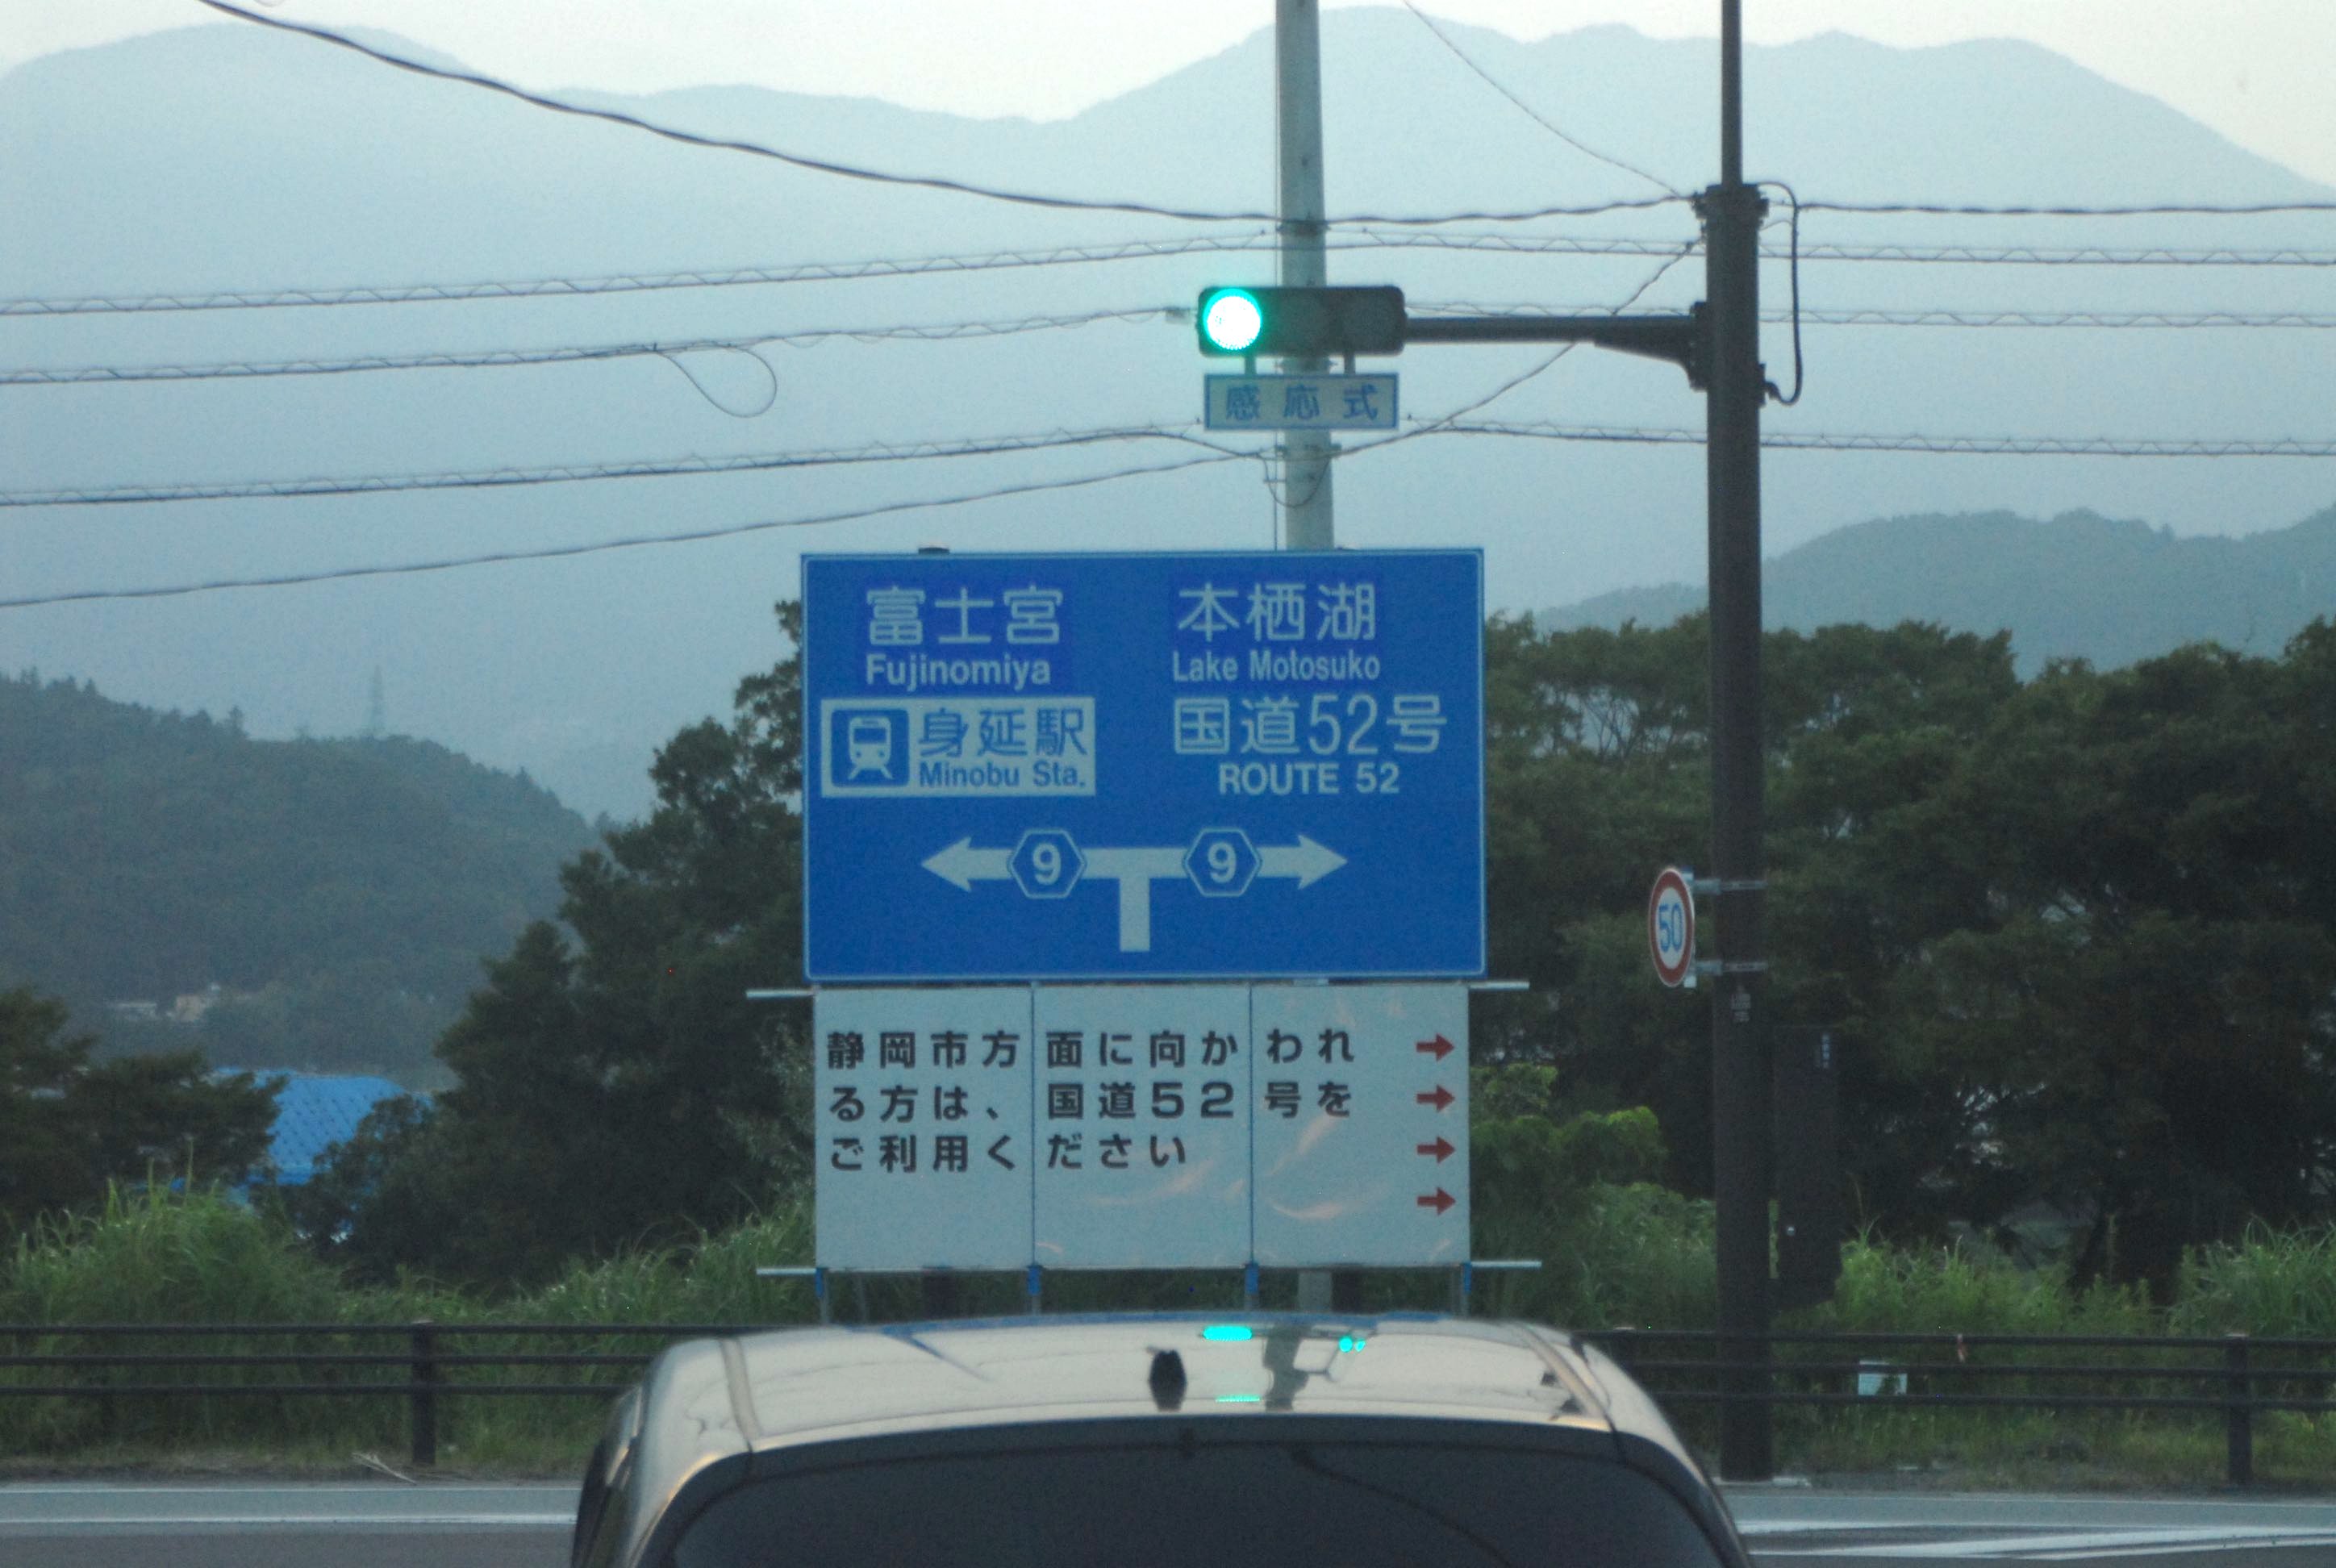 感応式
富士宮
Fujinomiya
身延駅
Minobu Sta.
本栖湖
Lake Motosuko
国道52号
ROUTE 52
9 9
50
静岡市方面に向かわれ
る方は、国道52号を
ご利用ください